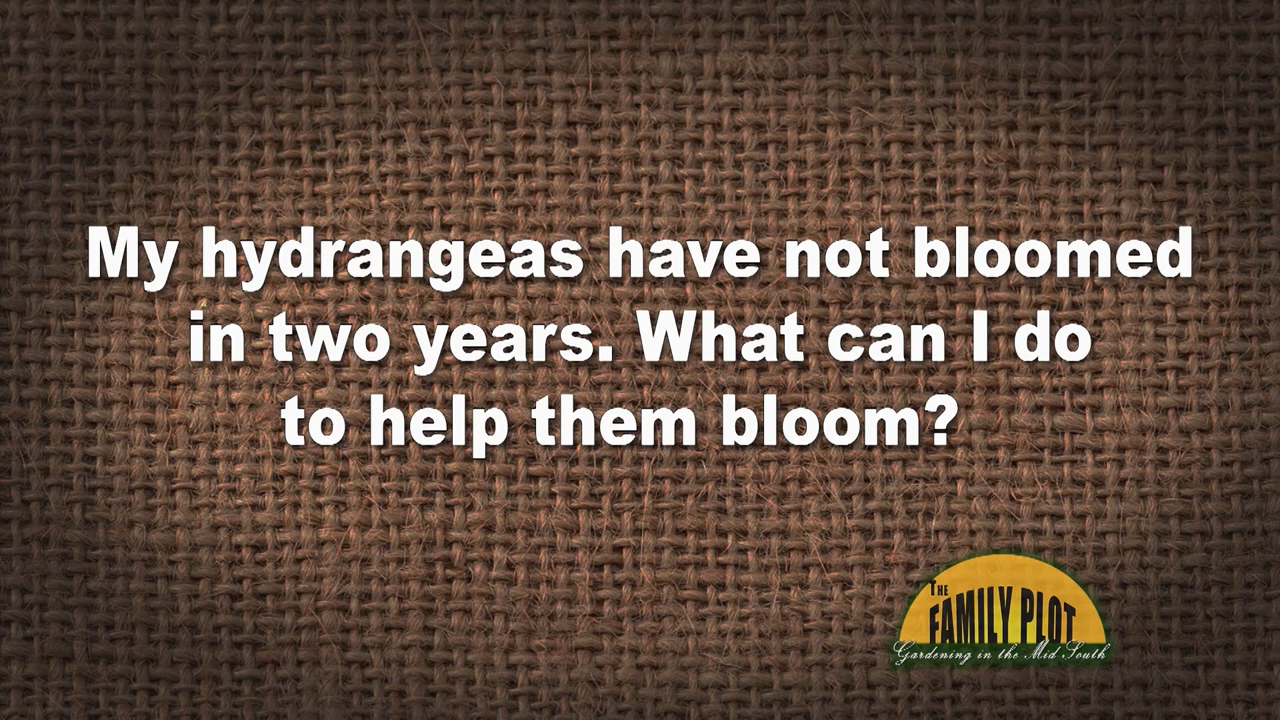 My hydrangeas have not bloomed
in two years. What can I do
to help them bloom?
THE
FAMILY PLOT
Gardening in the Mid South